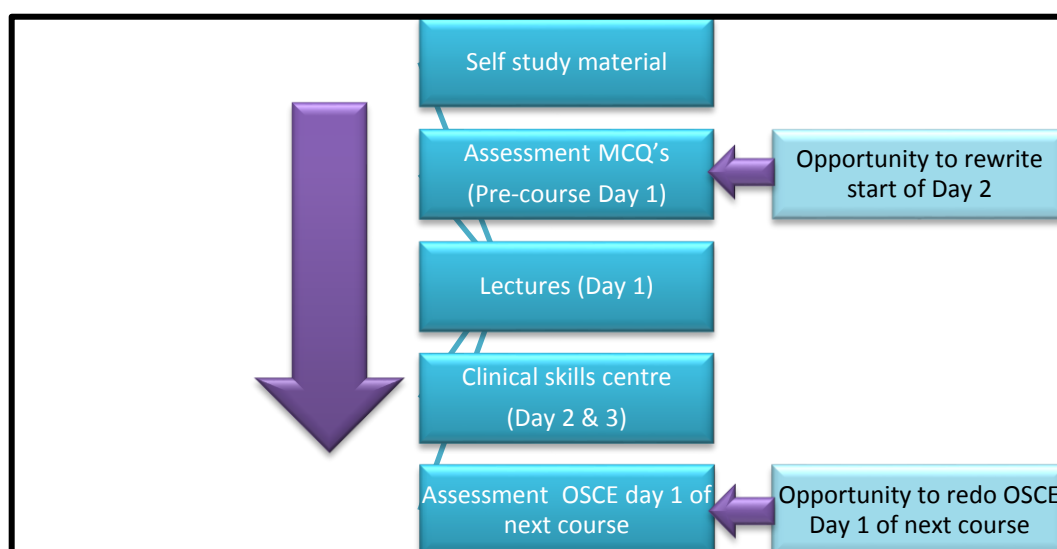 Self study material
Assessment MCQ's
(Pre-course Day 1)
Opportunity to rewrite
start of Day 2
Lectures (Day 1)
Clinical skills centre
(Day 2 & 3)
Assessment OSCE day 1 of
next course
Opportunity to redo OSCE
Day 1 of next course